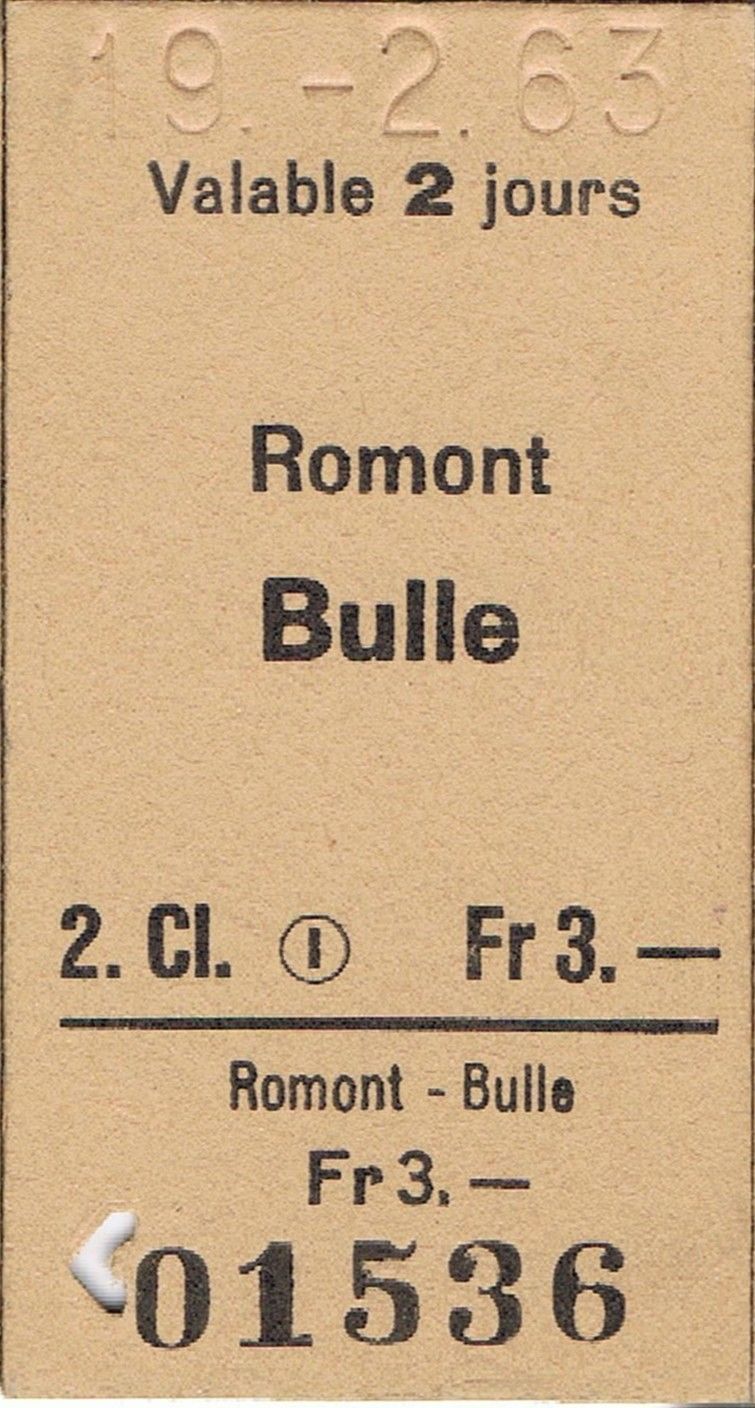 19.-2.63
Valable 2 jours
Romont
Bulle
2. Cl. Ⓘ Fr 3.—
Romont - Bulle
Fr 3.—
01536